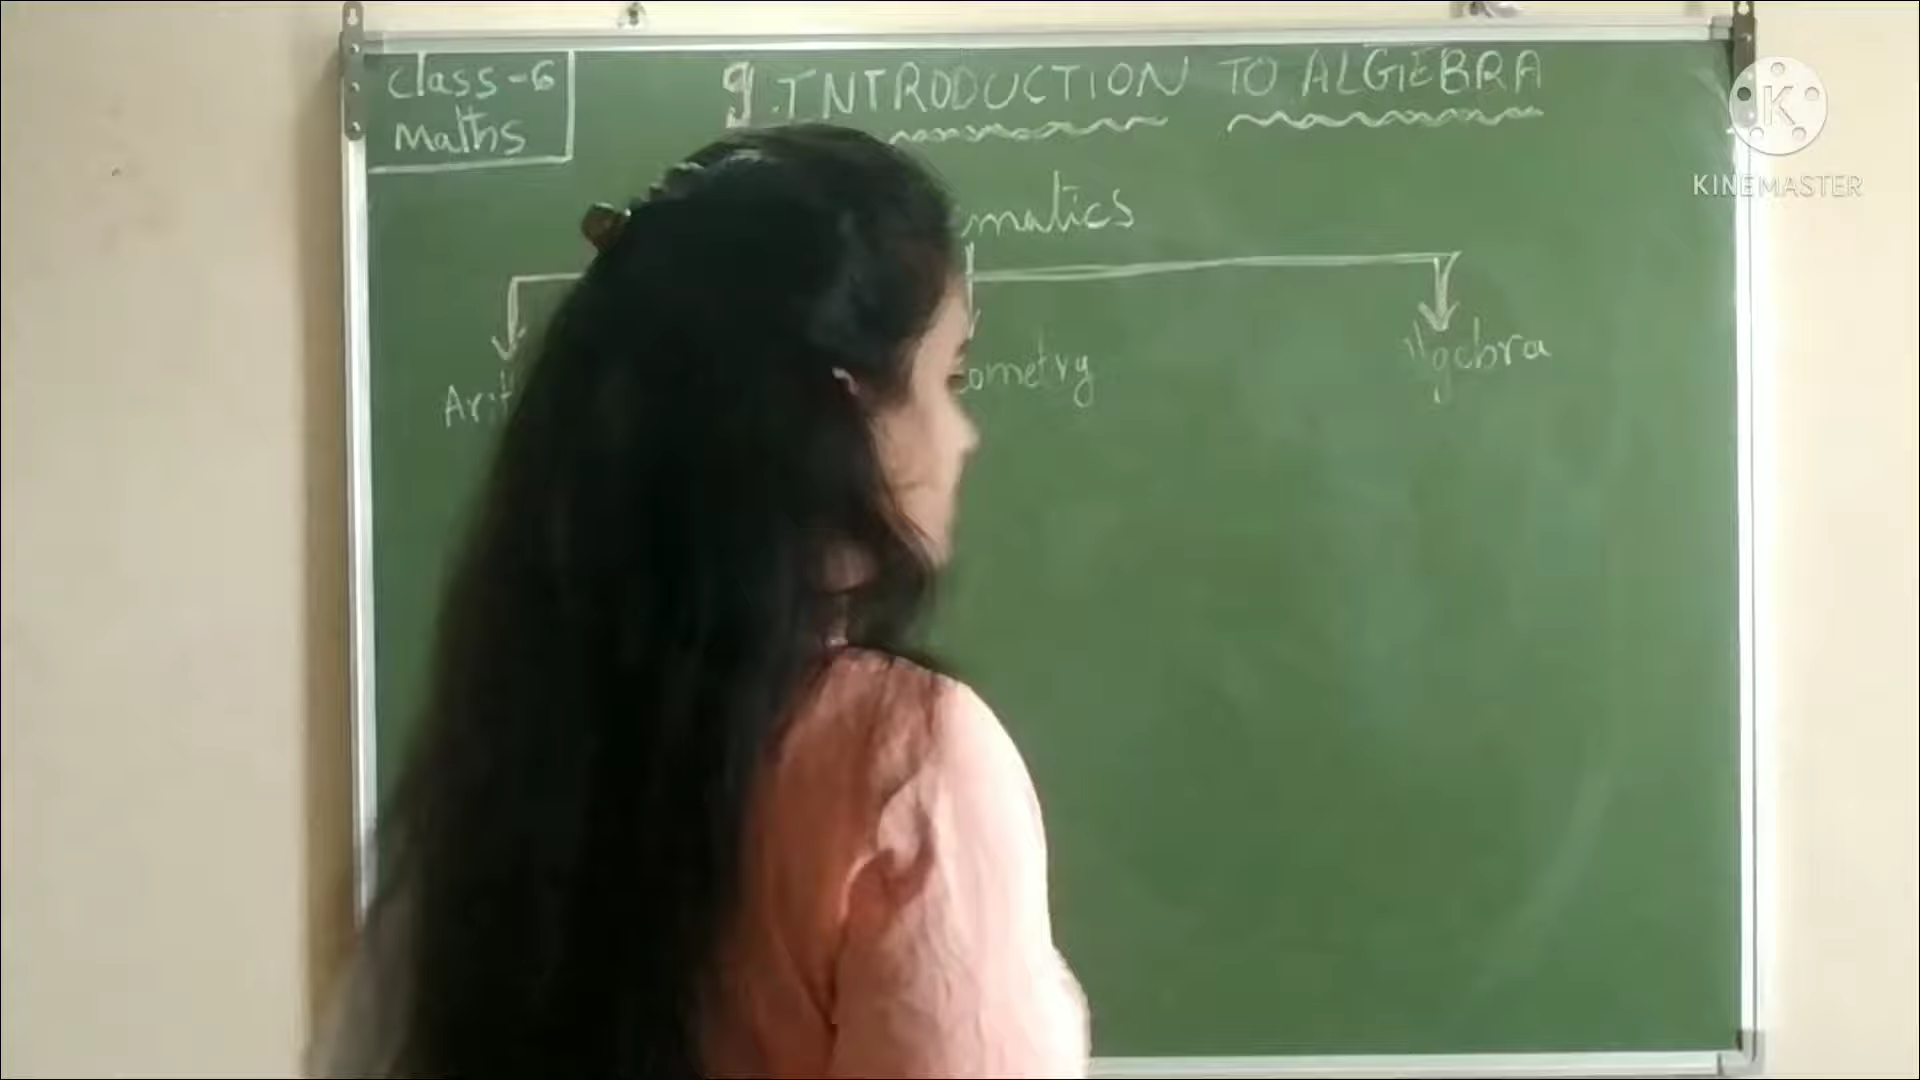 class-6
Maths
9. INTRODUCTION TO ALGEBRA
matics
Arit
ometry
lgebra
KINEMASTER